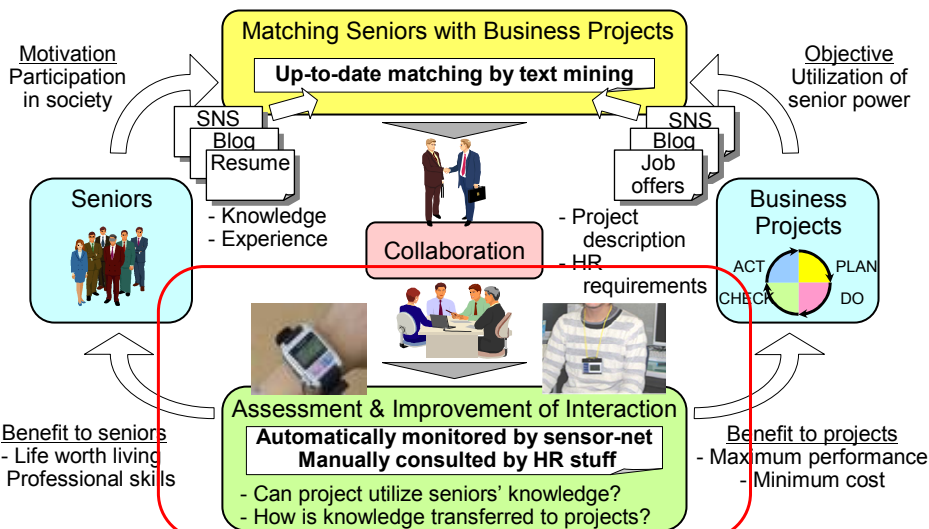 Matching Seniors with Business Projects
Up-to-date matching by text mining
Motivation
Participation
in society
Objective
Utilization of
senior power
SNS
Blog
Resume
SNS
Blog
Job
offers
Seniors
- Knowledge
- Experience
Collaboration
- Project
description
- HR
requirements
Business
Projects
ACT
PLAN
CHECK
DO
Assessment & Improvement of Interaction
Automatically monitored by sensor-net
Manually consulted by HR stuff
- Can project utilize seniors' knowledge?
- How is knowledge transferred to projects?
Benefit to seniors
- Life worth living
Professional skills
Benefit to projects
- Maximum performance
- Minimum cost